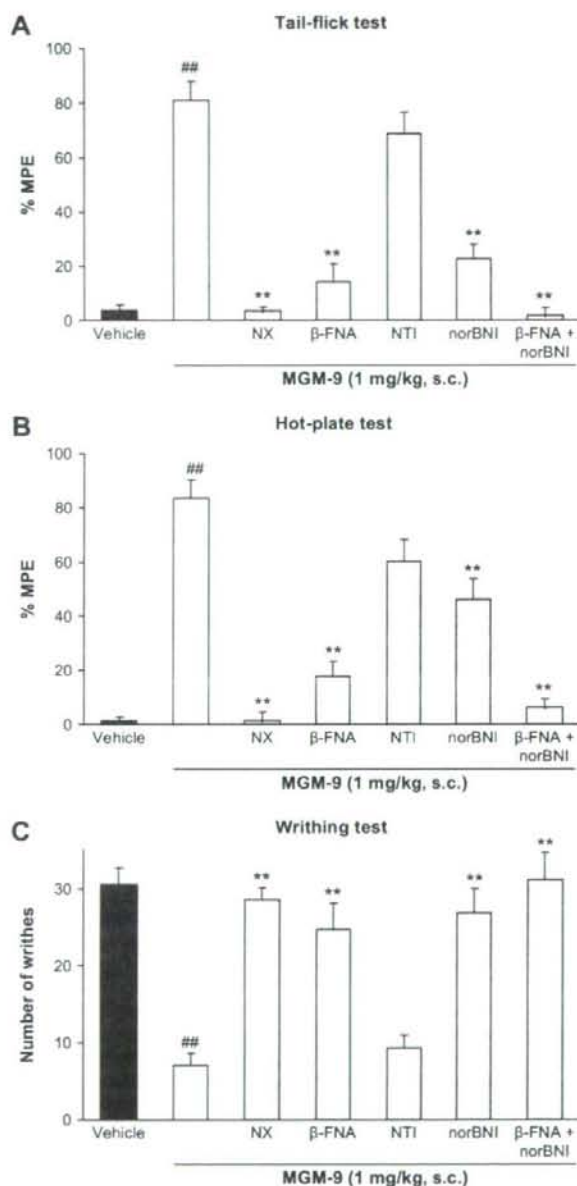 A
Tail-flick test
% MPE
100
80
60
40
20
0
##
**
**
**
**
Vehicle NX β-FNA NTI norBNI β-FNA +
norBNI
MGM-9 (1 mg/kg, s.c.)
B
Hot-plate test
% MPE
100
80
60
40
20
0
##
**
**
**
**
Vehicle NX β-FNA NTI norBNI β-FNA +
norBNI
MGM-9 (1 mg/kg, s.c.)
C
Writhing test
Number of writhes
30
20
10
0
##
**
**
**
**
Vehicle NX β-FNA NTI norBNI β-FNA +
norBNI
MGM-9 (1 mg/kg, s.c.)